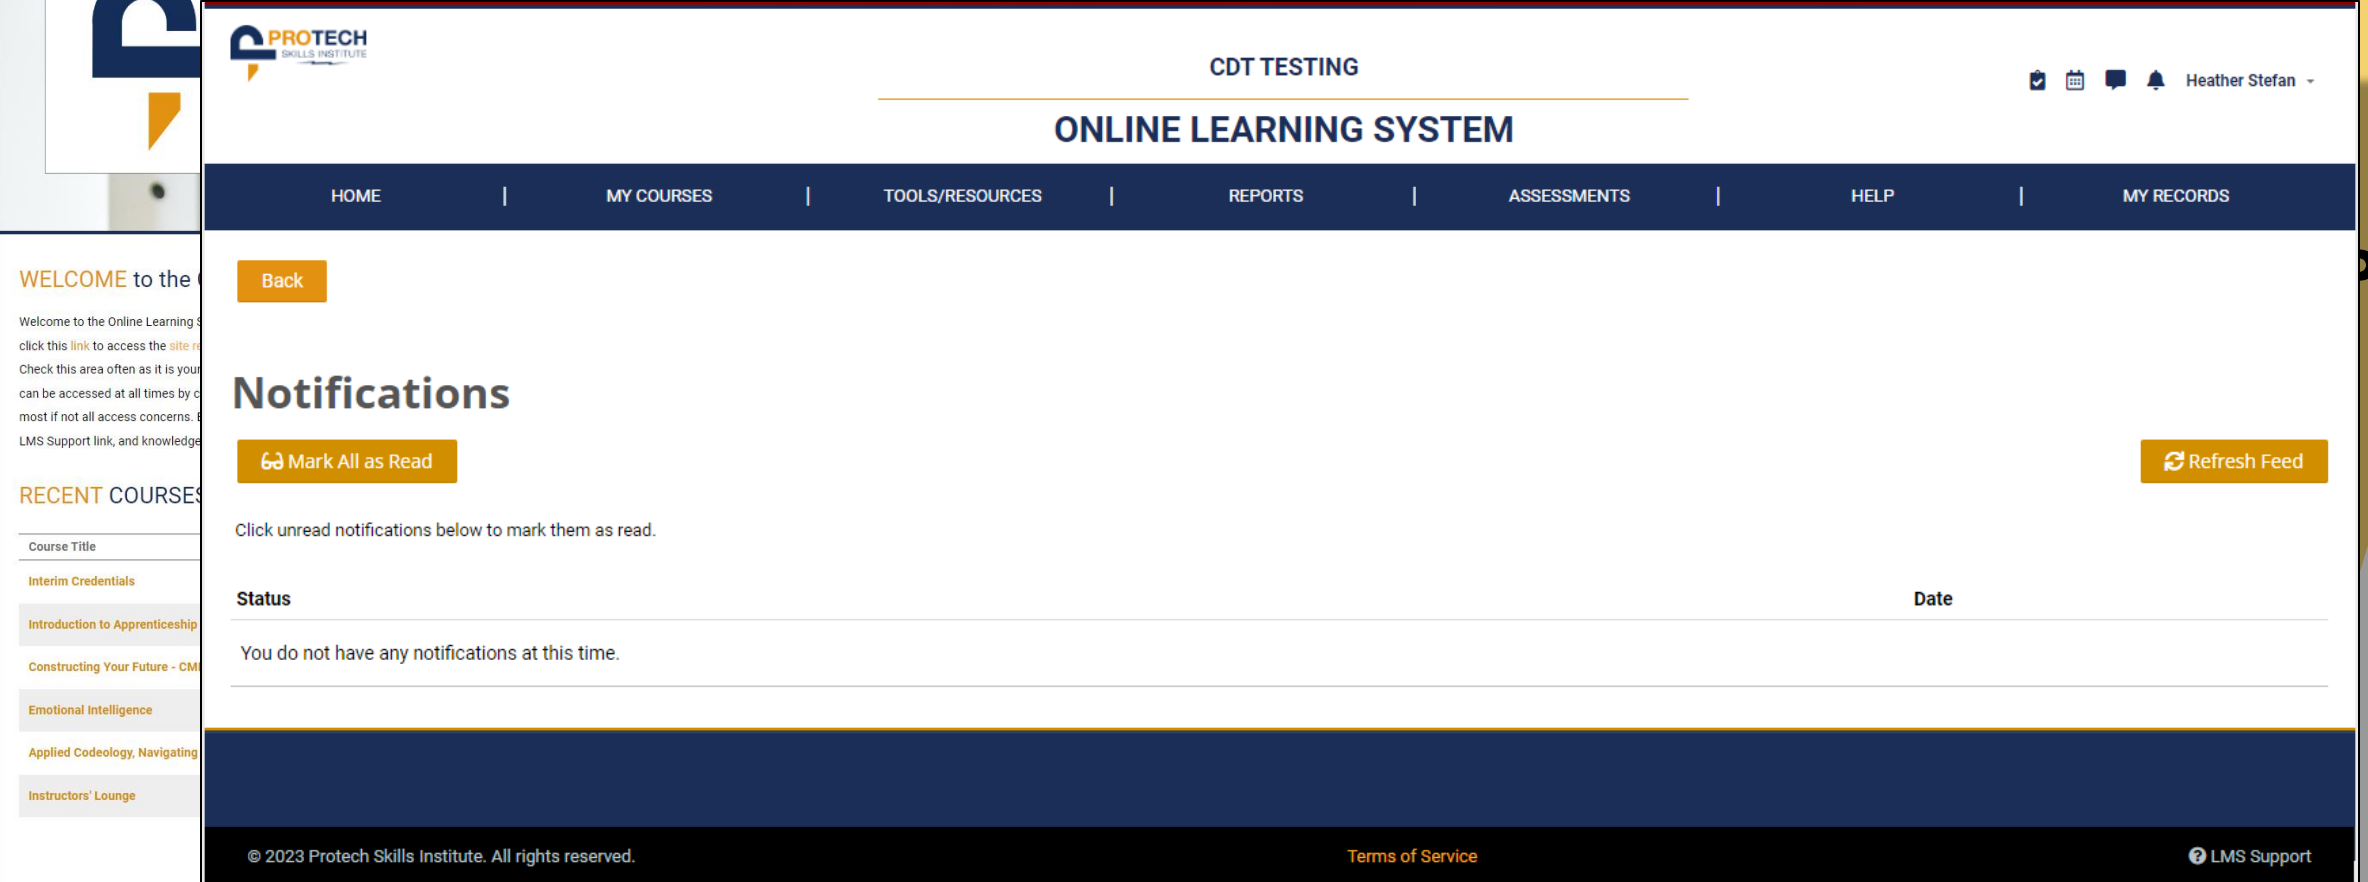 PROTECH
SKILLS INSTITUTE
CDT TESTING
ONLINE LEARNING SYSTEM
Heather Stefan
HOME | MY COURSES | TOOLS/RESOURCES | REPORTS | ASSESSMENTS | HELP | MY RECORDS
Back
Notifications
Mark All as Read
Refresh Feed
Click unread notifications below to mark them as read.
Status Date
You do not have any notifications at this time.
© 2023 Protech Skills Institute. All rights reserved.
Terms of Service
LMS Support
WELCOME to the
Welcome to the Online Learning
click this link to access the site
Check this area often as it is your
can be accessed at all times by
most if not all access concerns.
LMS Support link, and knowledge
RECENT COURSES
Course Title
Interim Credentials
Introduction to Apprenticeship
Constructing Your Future -
Emotional Intelligence
Applied Codeology, Navigating
Instructors' Lounge